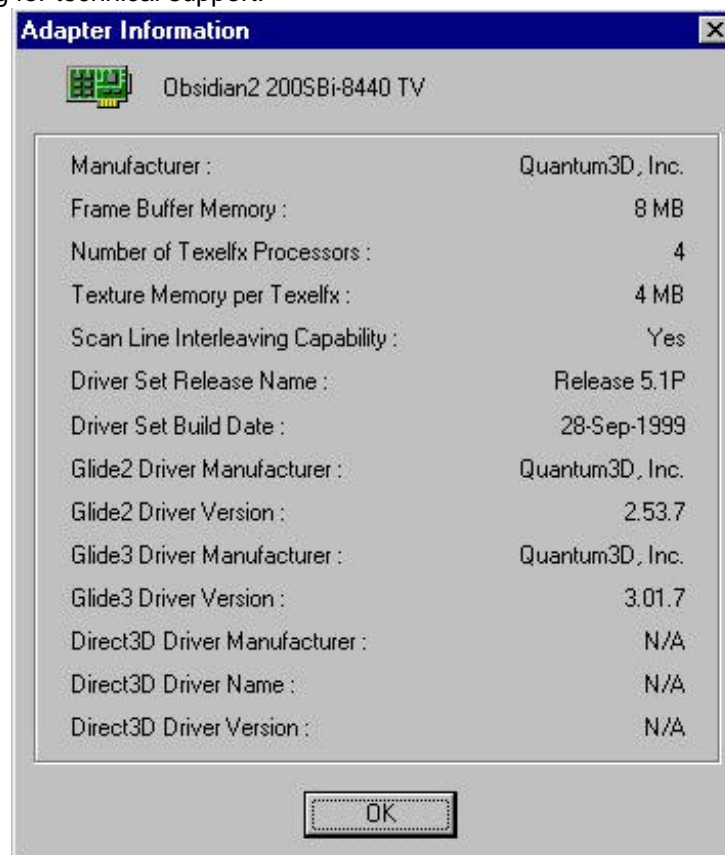 for technical support.
Adapter Information
Obsidian2 200SBi-8440 TV
Manufacturer : Quantum3D, Inc.
Frame Buffer Memory : 8 MB
Number of Texelfx Processors : 4
Texture Memory per Texelfx : 4 MB
Scan Line Interleaving Capability : Yes
Driver Set Release Name : Release 5.1P
Driver Set Build Date : 28-Sep-1999
Glide2 Driver Manufacturer : Quantum3D, Inc.
Glide2 Driver Version : 2.53.7
Glide3 Driver Manufacturer : Quantum3D, Inc.
Glide3 Driver Version : 3.01.7
Direct3D Driver Manufacturer : N/A
Direct3D Driver Name : N/A
Direct3D Driver Version : N/A
OK